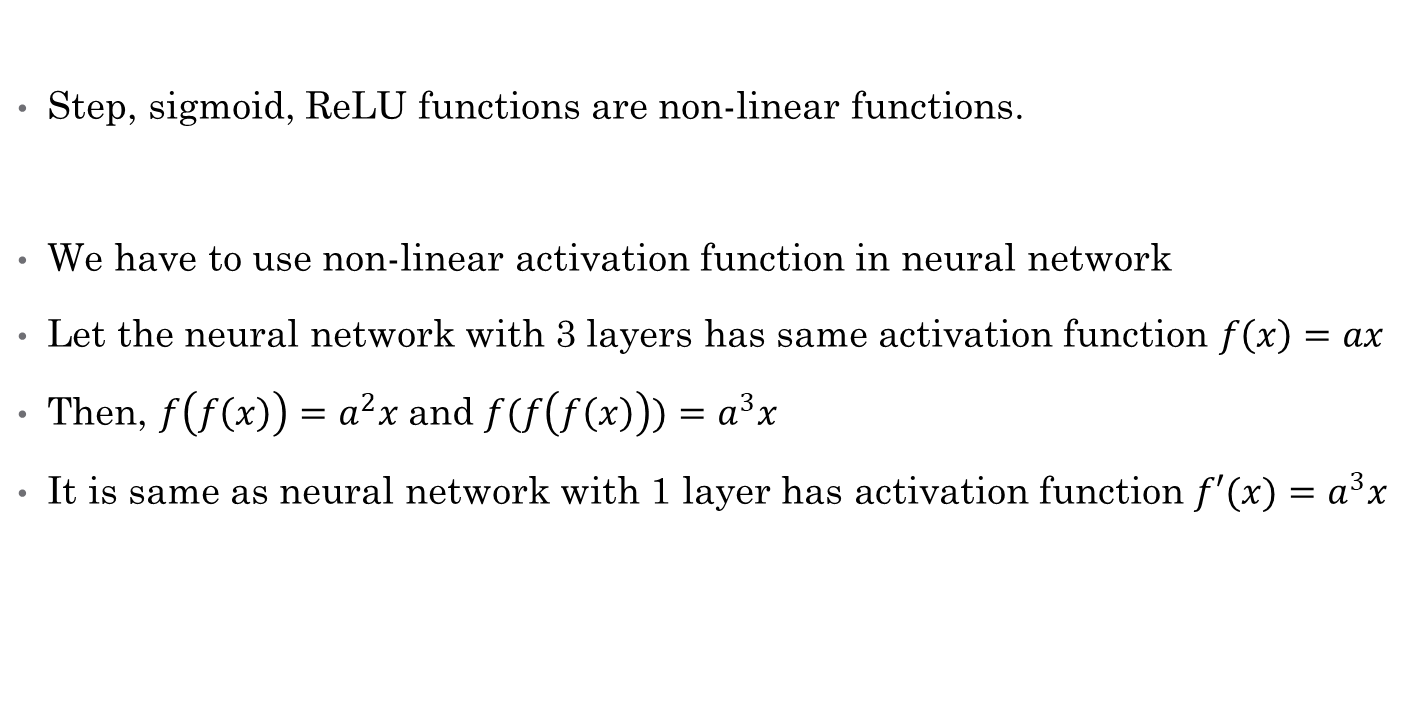 • Step, sigmoid, ReLU functions are non-linear functions.
• We have to use non-linear activation function in neural network
• Let the neural network with 3 layers has same activation function f(x) = ax
• Then, f(f(x)) = a²x and f(f(f(x))) = a³x
• It is same as neural network with 1 layer has activation function f′(x) = a³x